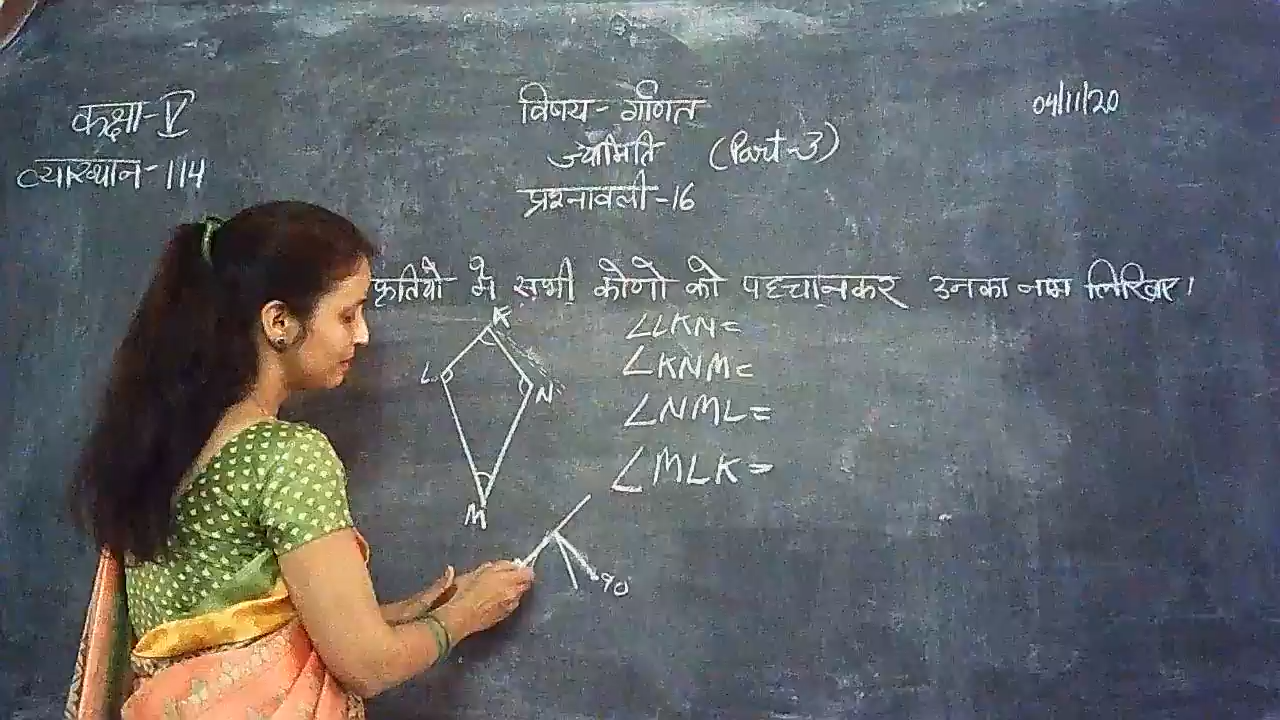 कक्षा-V
व्याख्यान-114
विषय- गणित
ज्यामिति (Part-3)
प्रश्नावली-16
04/11/20
कृतियों में सभी कोणों को पहचानकर उनका नाम लिखिए।
K
L
N
M
∠LKN=
∠KNM=
∠NML=
∠MLK=
90